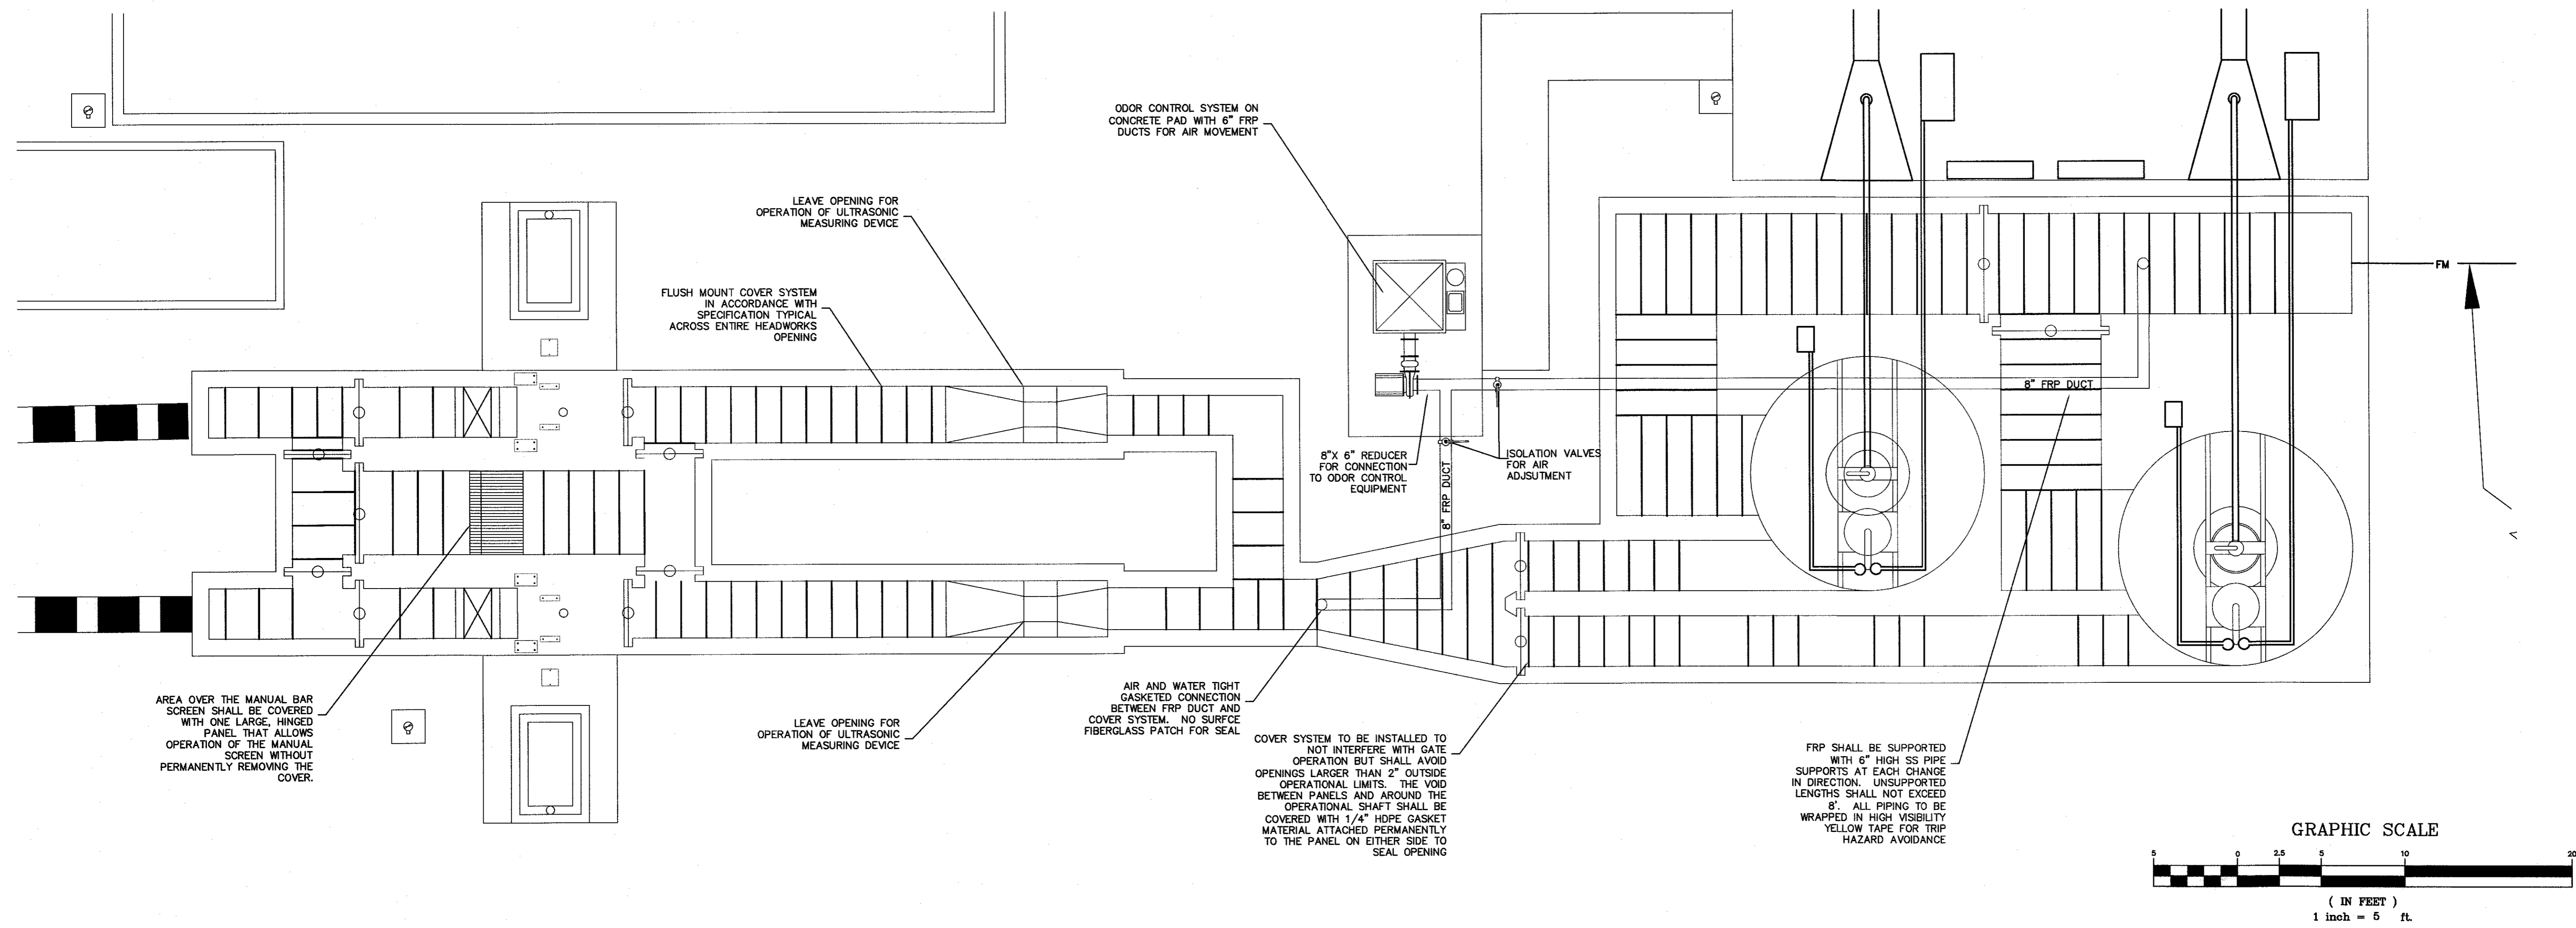 ODOR CONTROL SYSTEM ON
CONCRETE PAD WITH 6" FRP
DUCTS FOR AIR MOVEMENT
LEAVE OPENING FOR
OPERATION OF ULTRASONIC
MEASURING DEVICE
FLUSH MOUNT COVER SYSTEM
IN ACCORDANCE WITH
SPECIFICATION TYPICAL
ACROSS ENTIRE HEADWORKS
OPENING
FM
8" FRP DUCT
8"X 6" REDUCER
FOR CONNECTION
TO ODOR CONTROL
EQUIPMENT
8" FRP DUCT
ISOLATION VALVES
FOR AIR
ADJSUTMENT
AREA OVER THE MANUAL BAR
SCREEN SHALL BE COVERED
WITH ONE LARGE, HINGED
PANEL THAT ALLOWS
OPERATION OF THE MANUAL
SCREEN WITHOUT
PERMANENTLY REMOVING THE
COVER.
LEAVE OPENING FOR
OPERATION OF ULTRASONIC
MEASURING DEVICE
AIR AND WATER TIGHT
GASKETED CONNECTION
BETWEEN FRP DUCT AND
COVER SYSTEM. NO SURFCE
FIBERGLASS PATCH FOR SEAL
COVER SYSTEM TO BE INSTALLED TO
NOT INTERFERE WITH GATE
OPERATION BUT SHALL AVOID
OPENINGS LARGER THAN 2" OUTSIDE
OPERATIONAL LIMITS. THE VOID
BETWEEN PANELS AND AROUND THE
OPERATIONAL SHAFT SHALL BE
COVERED WITH 1/4" HDPE GASKET
MATERIAL ATTACHED PERMANENTLY
TO THE PANEL ON EITHER SIDE TO
SEAL OPENING
FRP SHALL BE SUPPORTED
WITH 6" HIGH SS PIPE
SUPPORTS AT EACH CHANGE
IN DIRECTION. UNSUPPORTED
LENGTHS SHALL NOT EXCEED
8'. ALL PIPING TO BE
WRAPPED IN HIGH VISIBILITY
YELLOW TAPE FOR TRIP
HAZARD AVOIDANCE
GRAPHIC SCALE
5 0 2.5 5 10 20
( IN FEET )
1 inch = 5 ft.